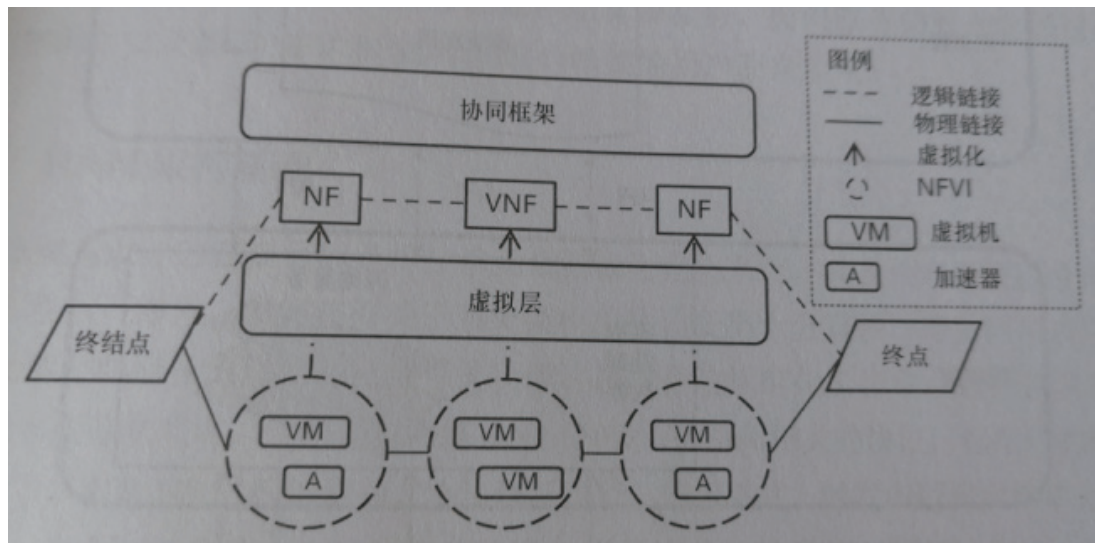 协同框架
NF
VNF
NF
虚拟层
终结点
终点
VM
A
VM
VM
VM
A
图例
逻辑链接
物理链接
虚拟化
NFVI
VM 虚拟机
A 加速器